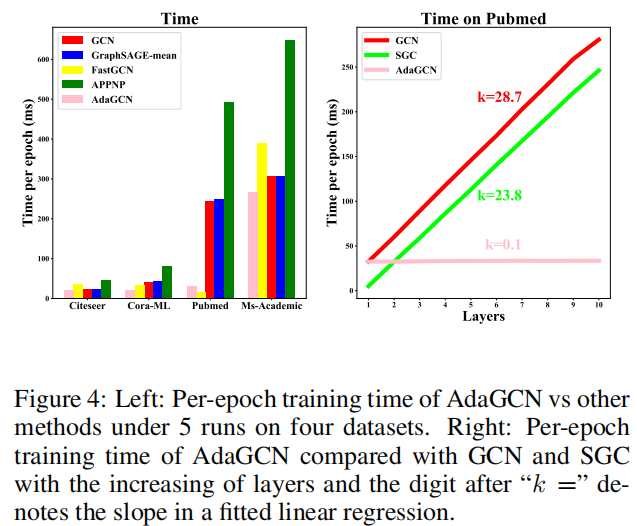 Time
Time per epoch (ms)
600
500
400
300
200
100
0
GCN
GraphSAGE-mean
FastGCN
APPNP
AdaGCN
Citeseer Cora-ML Pubmed Ms-Academic
Time on Pubmed
Time per epoch (ms)
250
200
150
100
50
0
GCN
SGC
AdaGCN
k=28.7
k=23.8
k=0.1
1 2 3 4 5 6 7 8 9 10
Layers
Figure 4: Left: Per-epoch training time of AdaGCN vs other
methods under 5 runs on four datasets. Right: Per-epoch
training time of AdaGCN compared with GCN and SGC
with the increasing of layers and the digit after “k =” de-
notes the slope in a fitted linear regression.